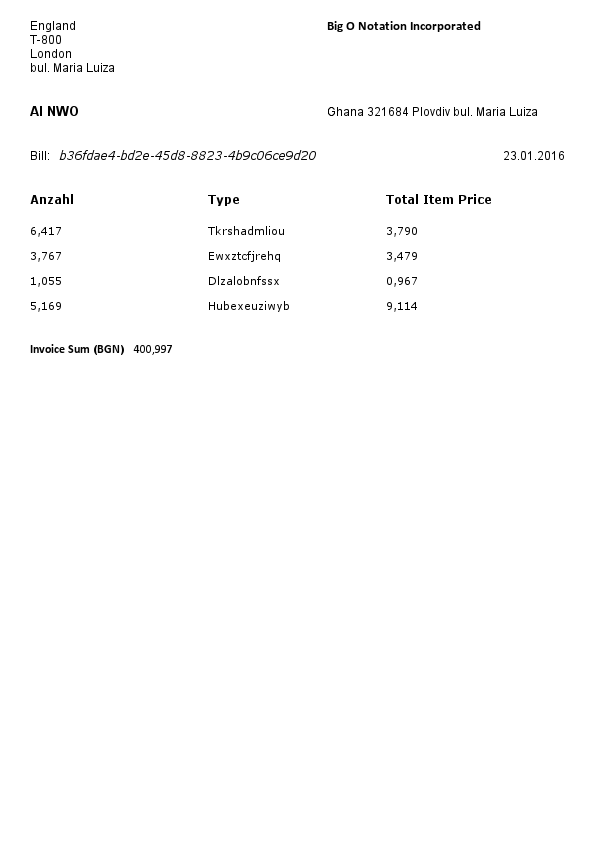 England
T-800
London
bul. Maria Luiza
Big O Notation Incorporated
AI NWO
Ghana 321684 Plovdiv bul. Maria Luiza
Bill: b36fdae4-bd2e-45d8-8823-4b9c06ce9d20 23.01.2016
Anzahl Type Total Item Price
6,417 Tkrshadmliou 3,790
3,767 Ewxztcfjrehq 3,479
1,055 Dlzalobnfssx 0,967
5,169 Hubexeuziwyb 9,114
Invoice Sum (BGN) 400,997